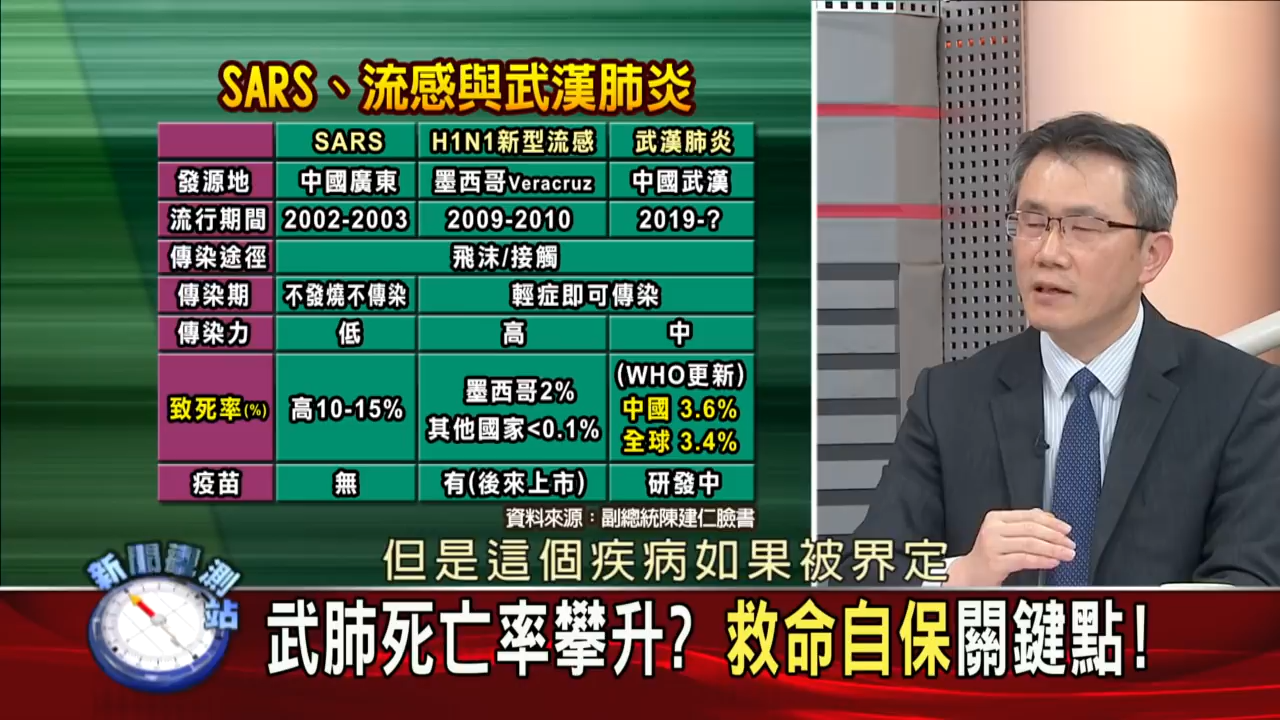 SARS、流感與武漢肺炎
SARS H1N1新型流感 武漢肺炎
發源地 中國廣東 墨西哥Veracruz 中國武漢
流行期間 2002-2003 2009-2010 2019-?
傳染途徑 飛沫/接觸
傳染期 不發燒不傳染 輕症即可傳染
傳染力 低 高 中
致死率(%) 高10-15% 墨西哥2% 其他國家<0.1% (WHO更新) 中國 3.6% 全球 3.4%
疫苗 無 有(後來上市) 研發中
資料來源：副總統陳建仁臉書
但是這個疾病如果被界定
新聞觀測站
武肺死亡率攀升? 救命自保關鍵點!